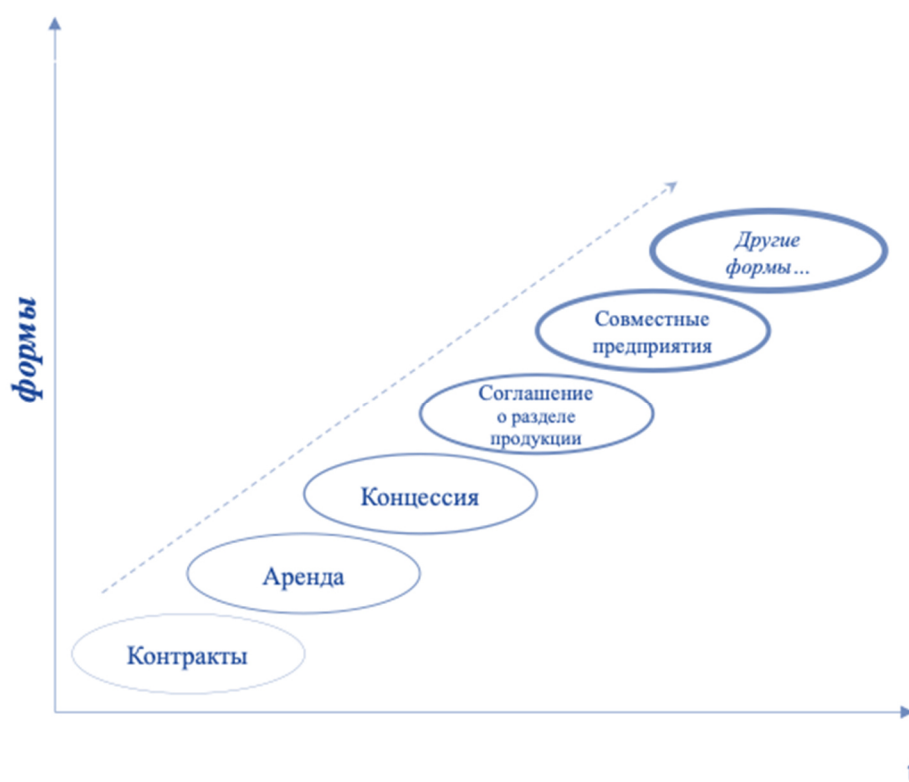 формы
Другие
формы...
Совместные
предприятия
Соглашение
о разделе
продукции
Концессия
Аренда
Контракты